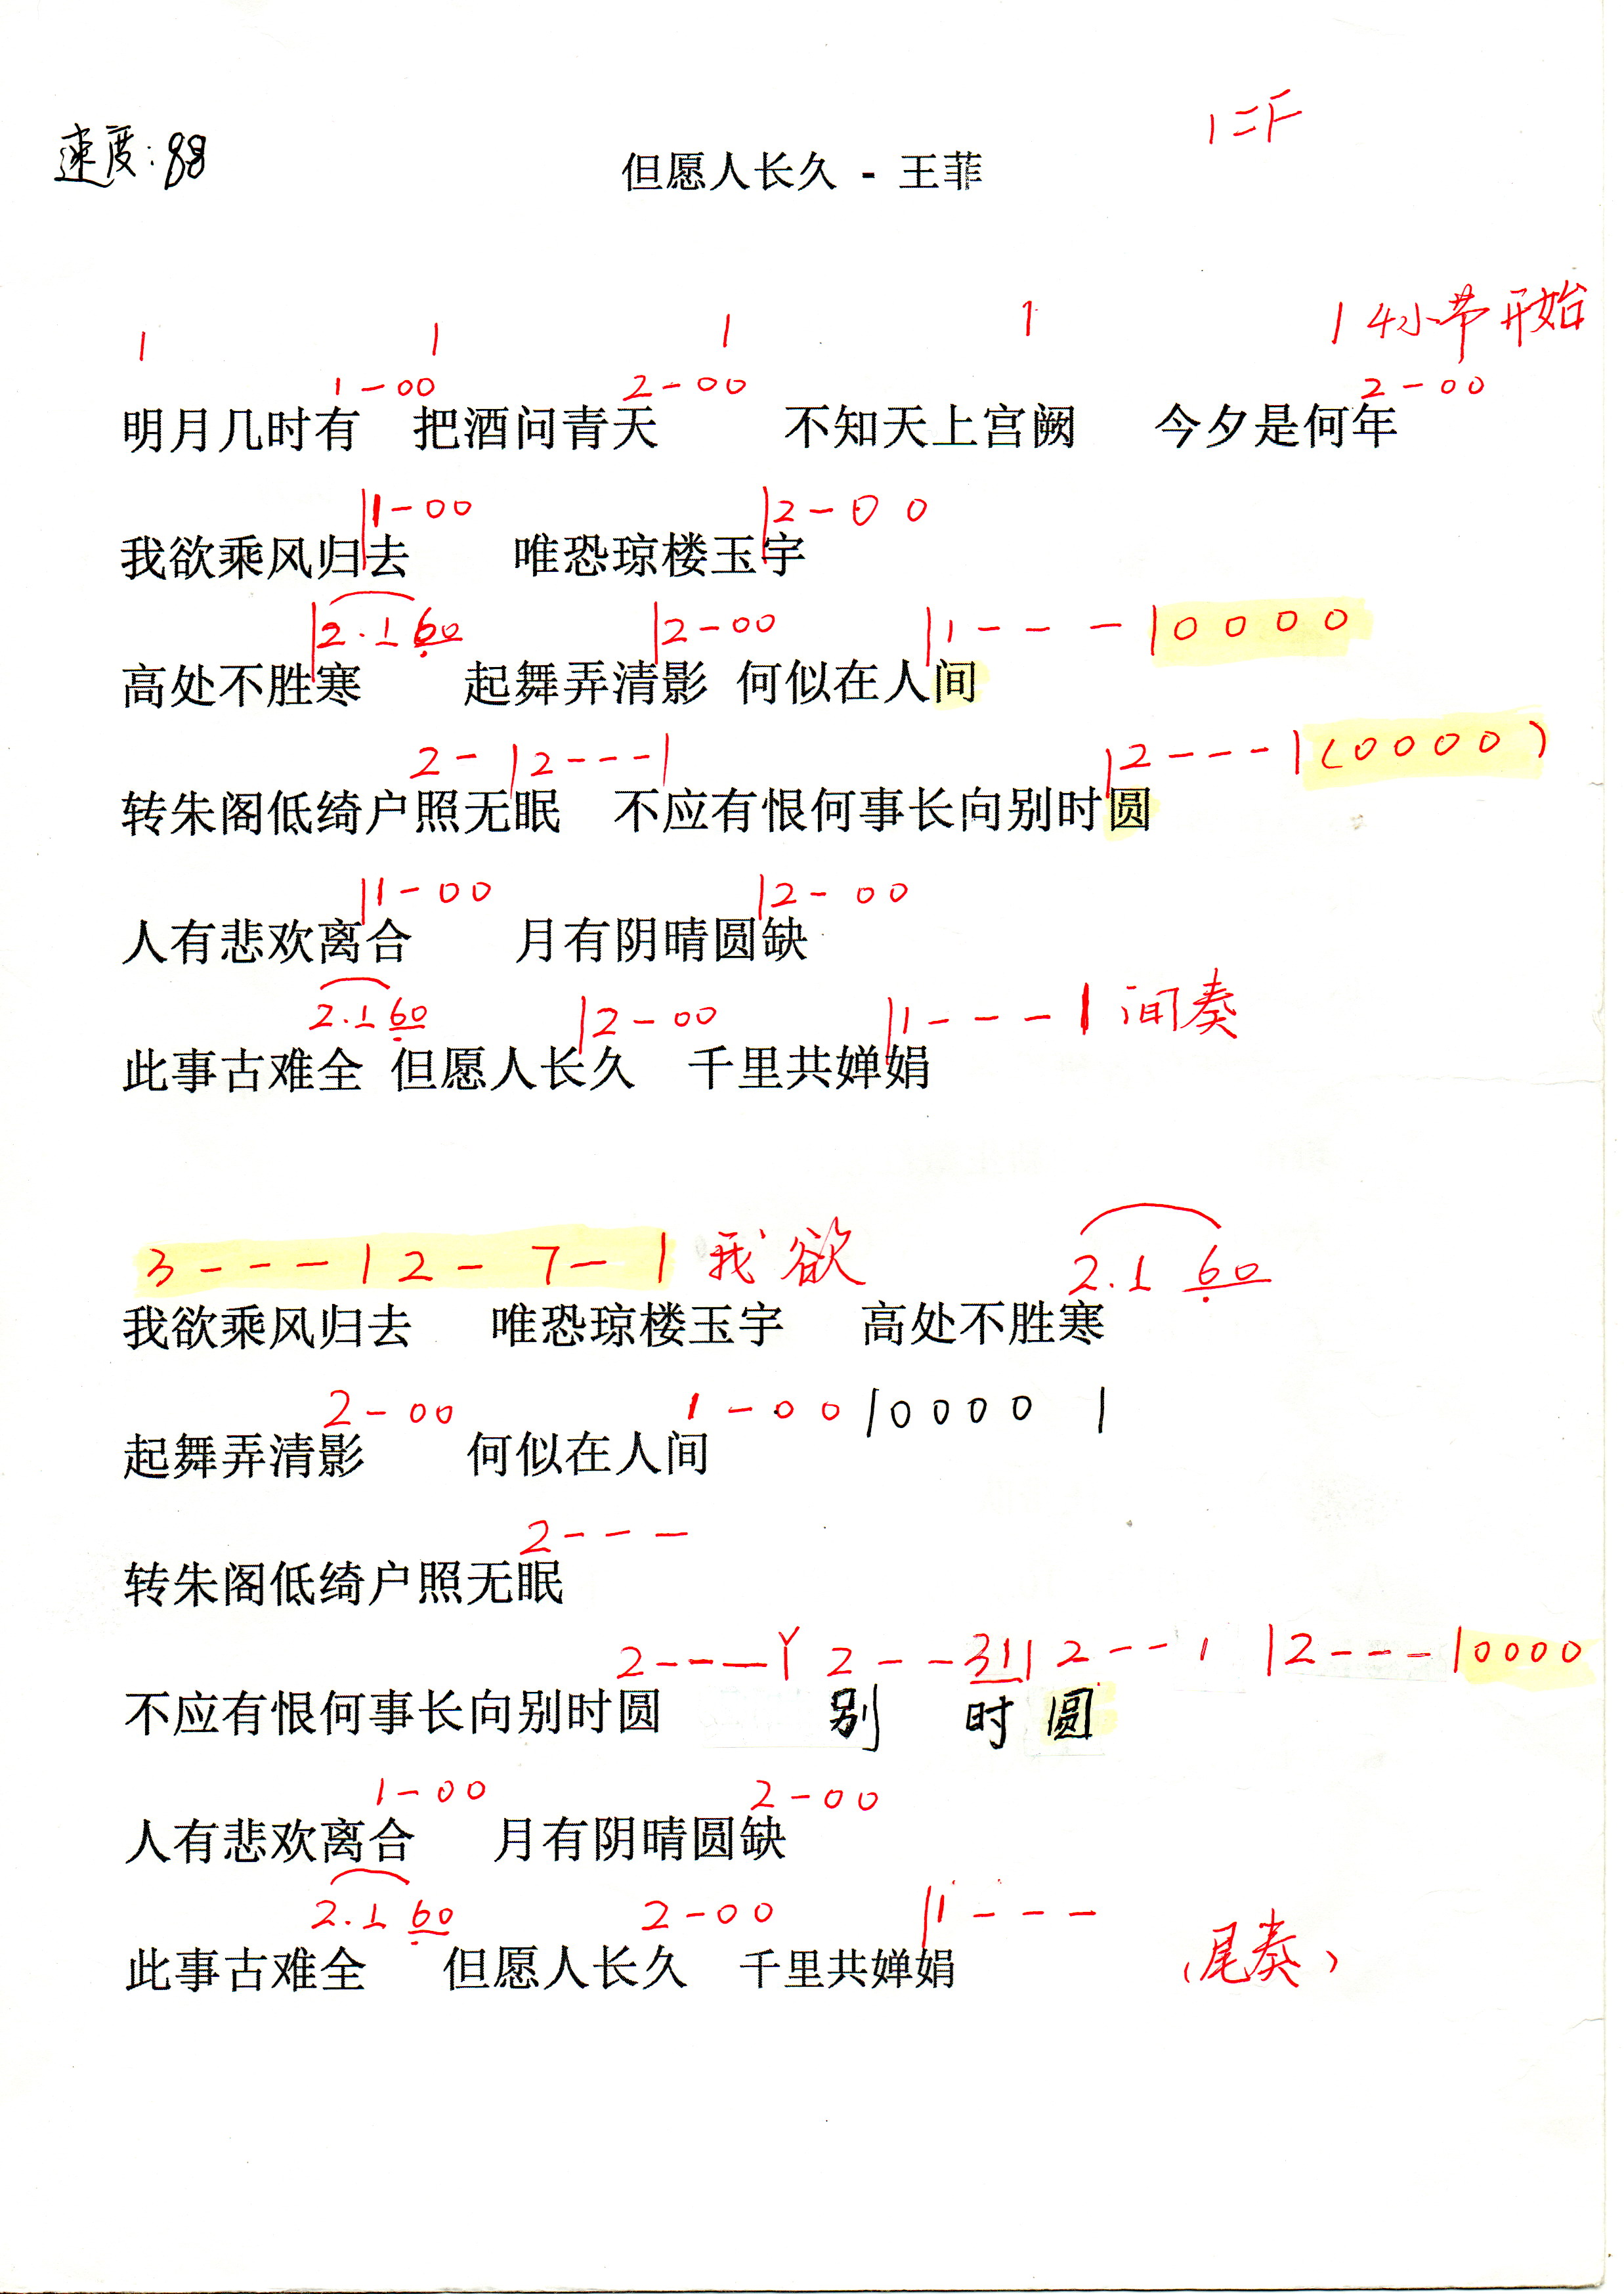 1=F
速度:88
但愿人长久 - 王菲
| | | | | 4小节开始
1-00 2-00 2-00
明月几时有 把酒问青天 不知天上宫阙 今夕是何年
|1-00 |2-00
我欲乘风归去 唯恐琼楼玉宇
|2.1 60 |2-00 |1---|0000
高处不胜寒 起舞弄清影 何似在人间
2-|2---| |2---|(0000)
转朱阁低绮户照无眠 不应有恨何事长向别时圆
|1-00 |2-00
人有悲欢离合 月有阴晴圆缺
2.1 60 |2-00 |1---| 间奏
此事古难全 但愿人长久 千里共婵娟
3---|2-7-| 我欲 2.1 60
我欲乘风归去 唯恐琼楼玉宇 高处不胜寒
2-00 1-00|0000 |
起舞弄清影 何似在人间
2---
转朱阁低绮户照无眠
2---| 2--31|2--1 |2---|0000
不应有恨何事长向别时圆 别 时 圆
1-00 2-00
人有悲欢离合 月有阴晴圆缺
2.1 60 2-00 |1---
此事古难全 但愿人长久 千里共婵娟 (尾奏)